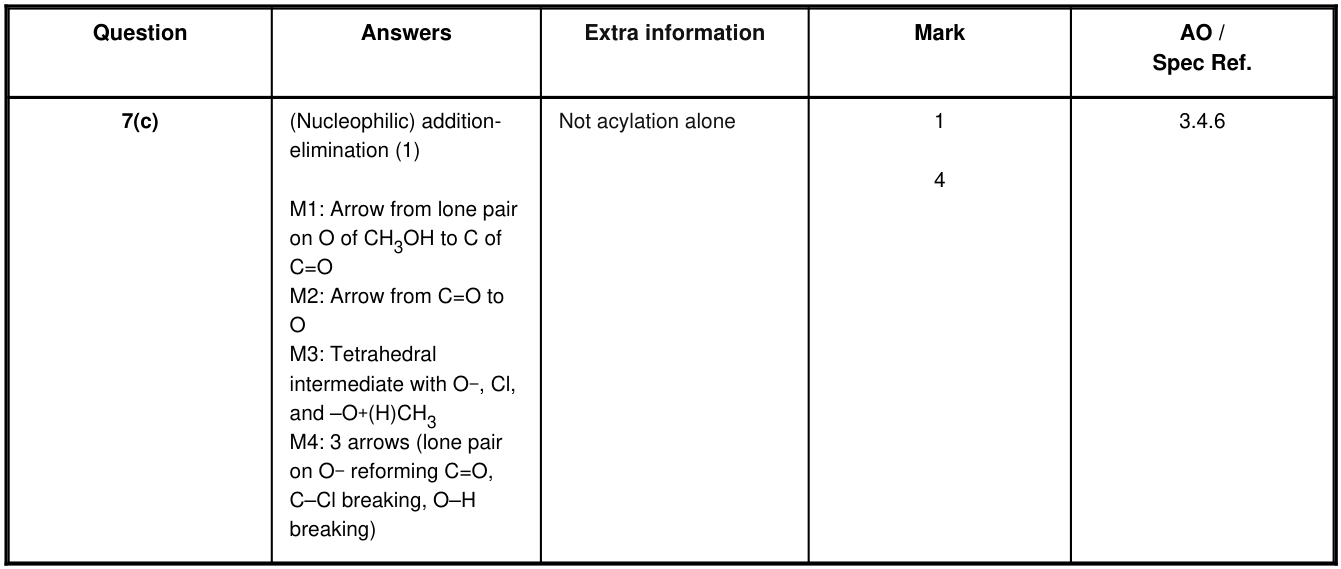 Question
Answers
Extra information
Mark
AO /
Spec Ref.
7(c)
(Nucleophilic) addition-
elimination (1)
M1: Arrow from lone pair
on O of CH₃OH to C of
C=O
M2: Arrow from C=O to
O
M3: Tetrahedral
intermediate with O⁻, Cl,
and –O⁺(H)CH₃
M4: 3 arrows (lone pair
on O⁻ reforming C=O,
C–Cl breaking, O–H
breaking)
Not acylation alone
1
4
3.4.6